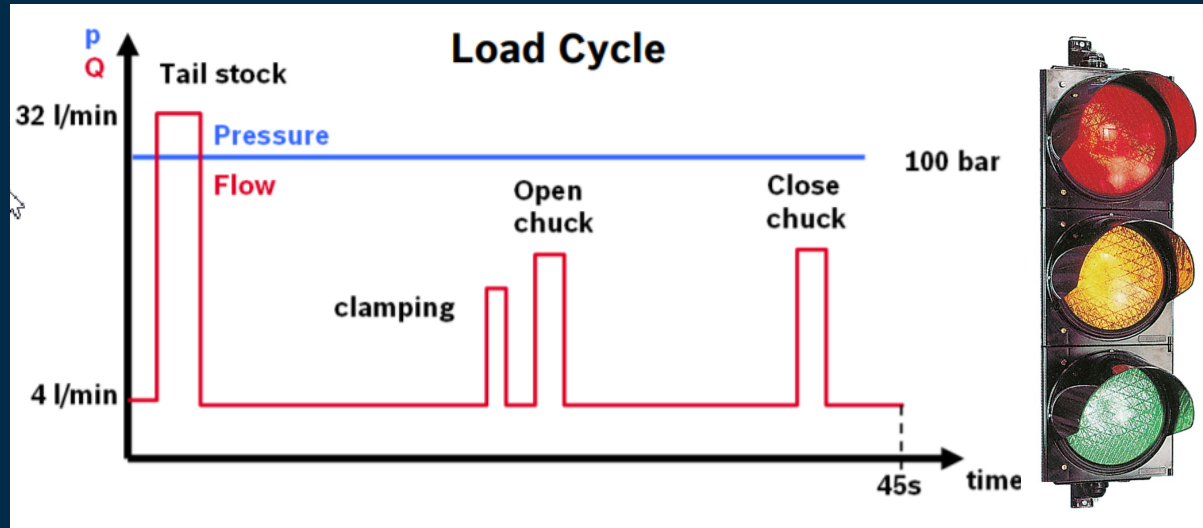 Load Cycle
p
Q
Tail stock
32 l/min
Pressure
100 bar
Flow
Open
chuck
Close
chuck
clamping
4 l/min
45s
time